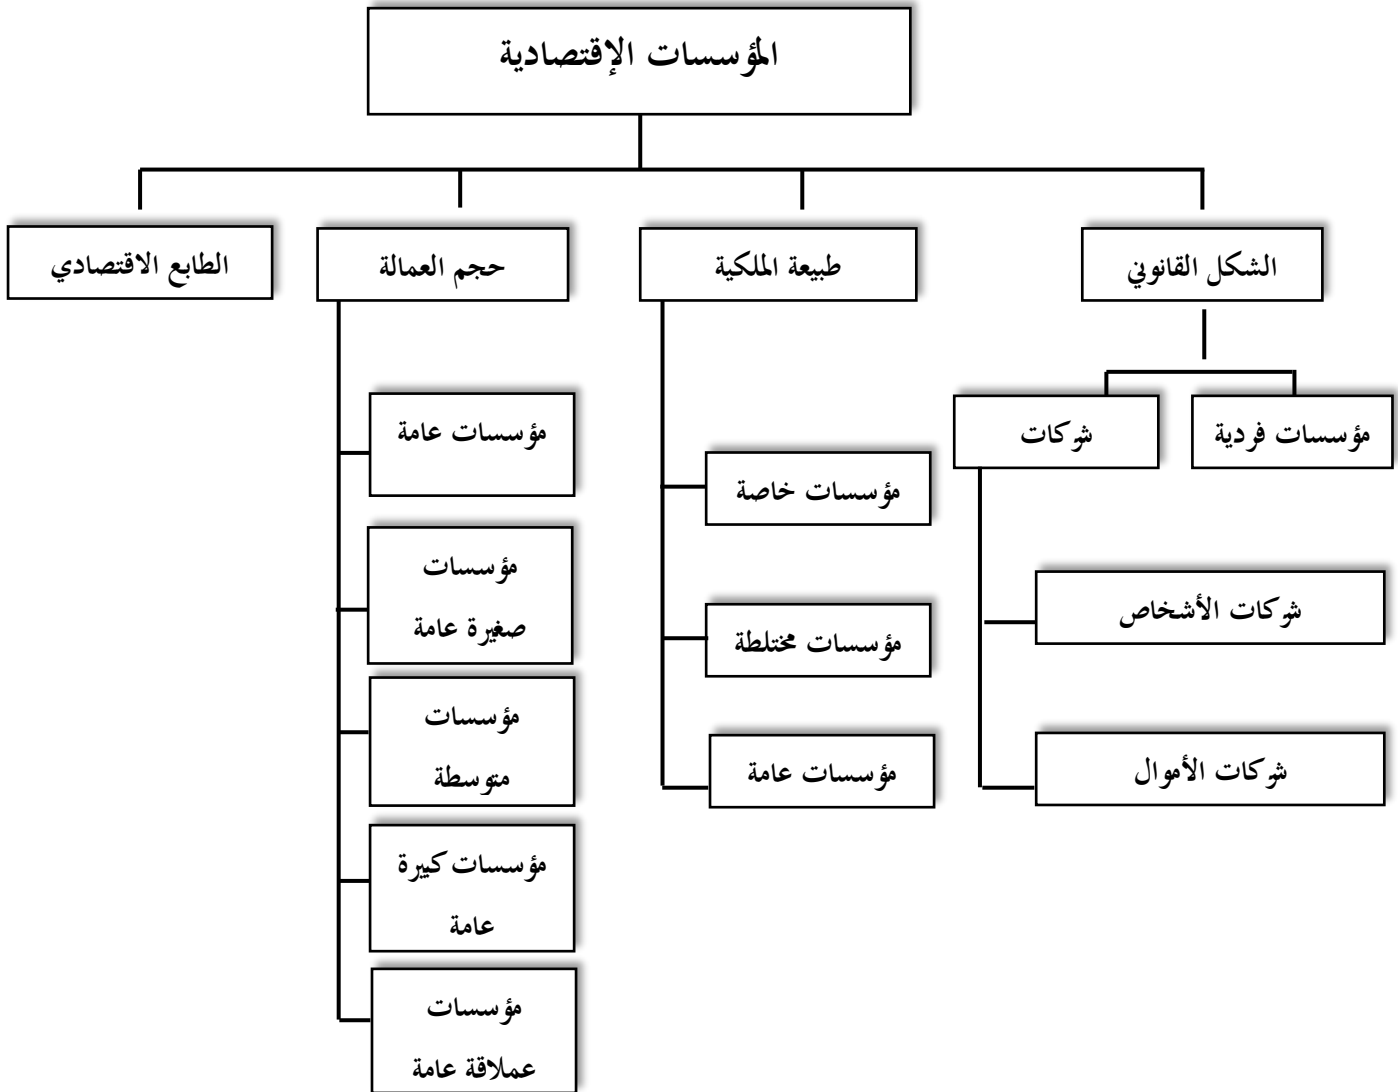 المؤسسات الإقتصادية
الشكل القانوني
طبيعة الملكية
حجم العمالة
الطابع الاقتصادي
مؤسسات فردية
شركات
شركات الأشخاص
شركات الأموال
مؤسسات خاصة
مؤسسات مختلطة
مؤسسات عامة
مؤسسات عامة
مؤسسات
صغيرة عامة
مؤسسات
متوسطة
مؤسسات كبيرة
عامة
مؤسسات
عملاقة عامة